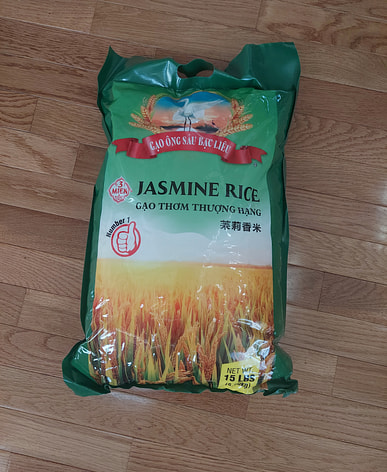 GẠO ÔNG SÁU BẠC LIÊU
3
MIỀN
JASMINE RICE
GẠO THƠM THƯỢNG HẠNG
茉莉香米
Number 1
NET WT
15 LBS